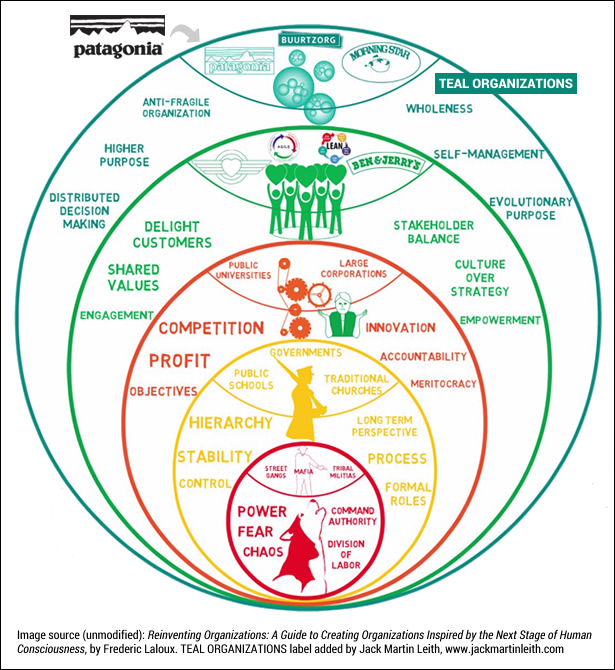 patagonia
BUURTZORG
patagonia
MORNING STAR
TEAL ORGANIZATIONS
ANTI-FRAGILE
ORGANIZATION
WHOLENESS
HIGHER
PURPOSE
SELF-MANAGEMENT
DISTRIBUTED
DECISION
MAKING
EVOLUTIONARY
PURPOSE
AGILE
LEAN
BEN & JERRY'S
DELIGHT
CUSTOMERS
STAKEHOLDER
BALANCE
SHARED
VALUES
CULTURE
OVER
STRATEGY
ENGAGEMENT
EMPOWERMENT
PUBLIC
UNIVERSITIES
LARGE
CORPORATIONS
COMPETITION
INNOVATION
PROFIT
ACCOUNTABILITY
OBJECTIVES
MERITOCRACY
GOVERNMENTS
PUBLIC
SCHOOLS
TRADITIONAL
CHURCHES
HIERARCHY
LONG TERM
PERSPECTIVE
STABILITY
PROCESS
CONTROL
FORMAL
ROLES
STREET
GANGS
MAFIA
TRIBAL
MILITIAS
POWER
FEAR
CHAOS
COMMAND
AUTHORITY
DIVISION
OF
LABOR
Image source (unmodified): Reinventing Organizations: A Guide to Creating Organizations Inspired by the Next Stage of Human
Consciousness, by Frederic Laloux. TEAL ORGANIZATIONS label added by Jack Martin Leith, www.jackmartinleith.com